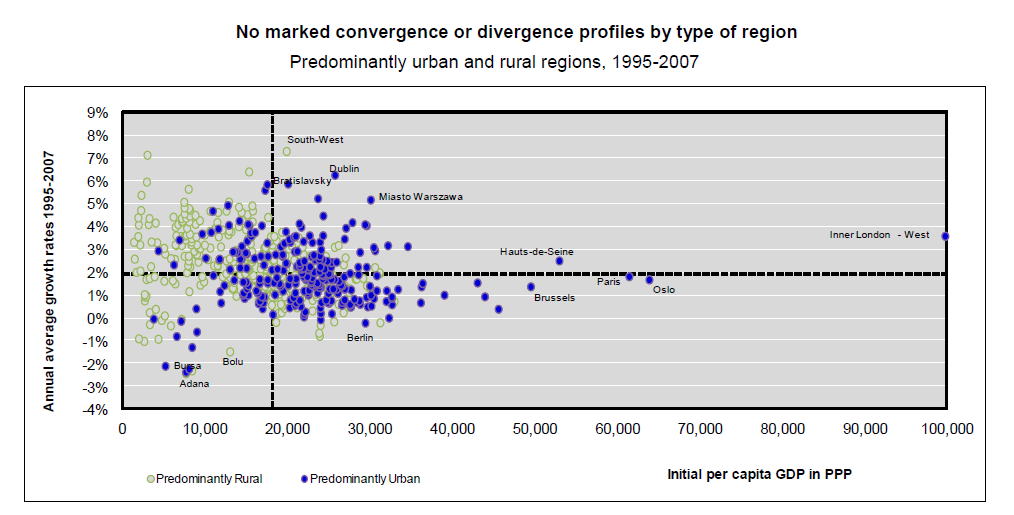 No marked convergence or divergence profiles by type of region
Predominantly urban and rural regions, 1995-2007
Annual average growth rates 1995-2007
9%
8%
7%
6%
5%
4%
3%
2%
1%
0%
-1%
-2%
-3%
-4%
South-West
Dublin
Bratislavsky
Miasto Warszawa
Inner London - West
Hauts-de-Seine
Paris
Oslo
Brussels
Berlin
Bolu
Bursa
Adana
0 10,000 20,000 30,000 40,000 50,000 60,000 70,000 80,000 90,000 100,000
Predominantly Rural Predominantly Urban
Initial per capita GDP in PPP